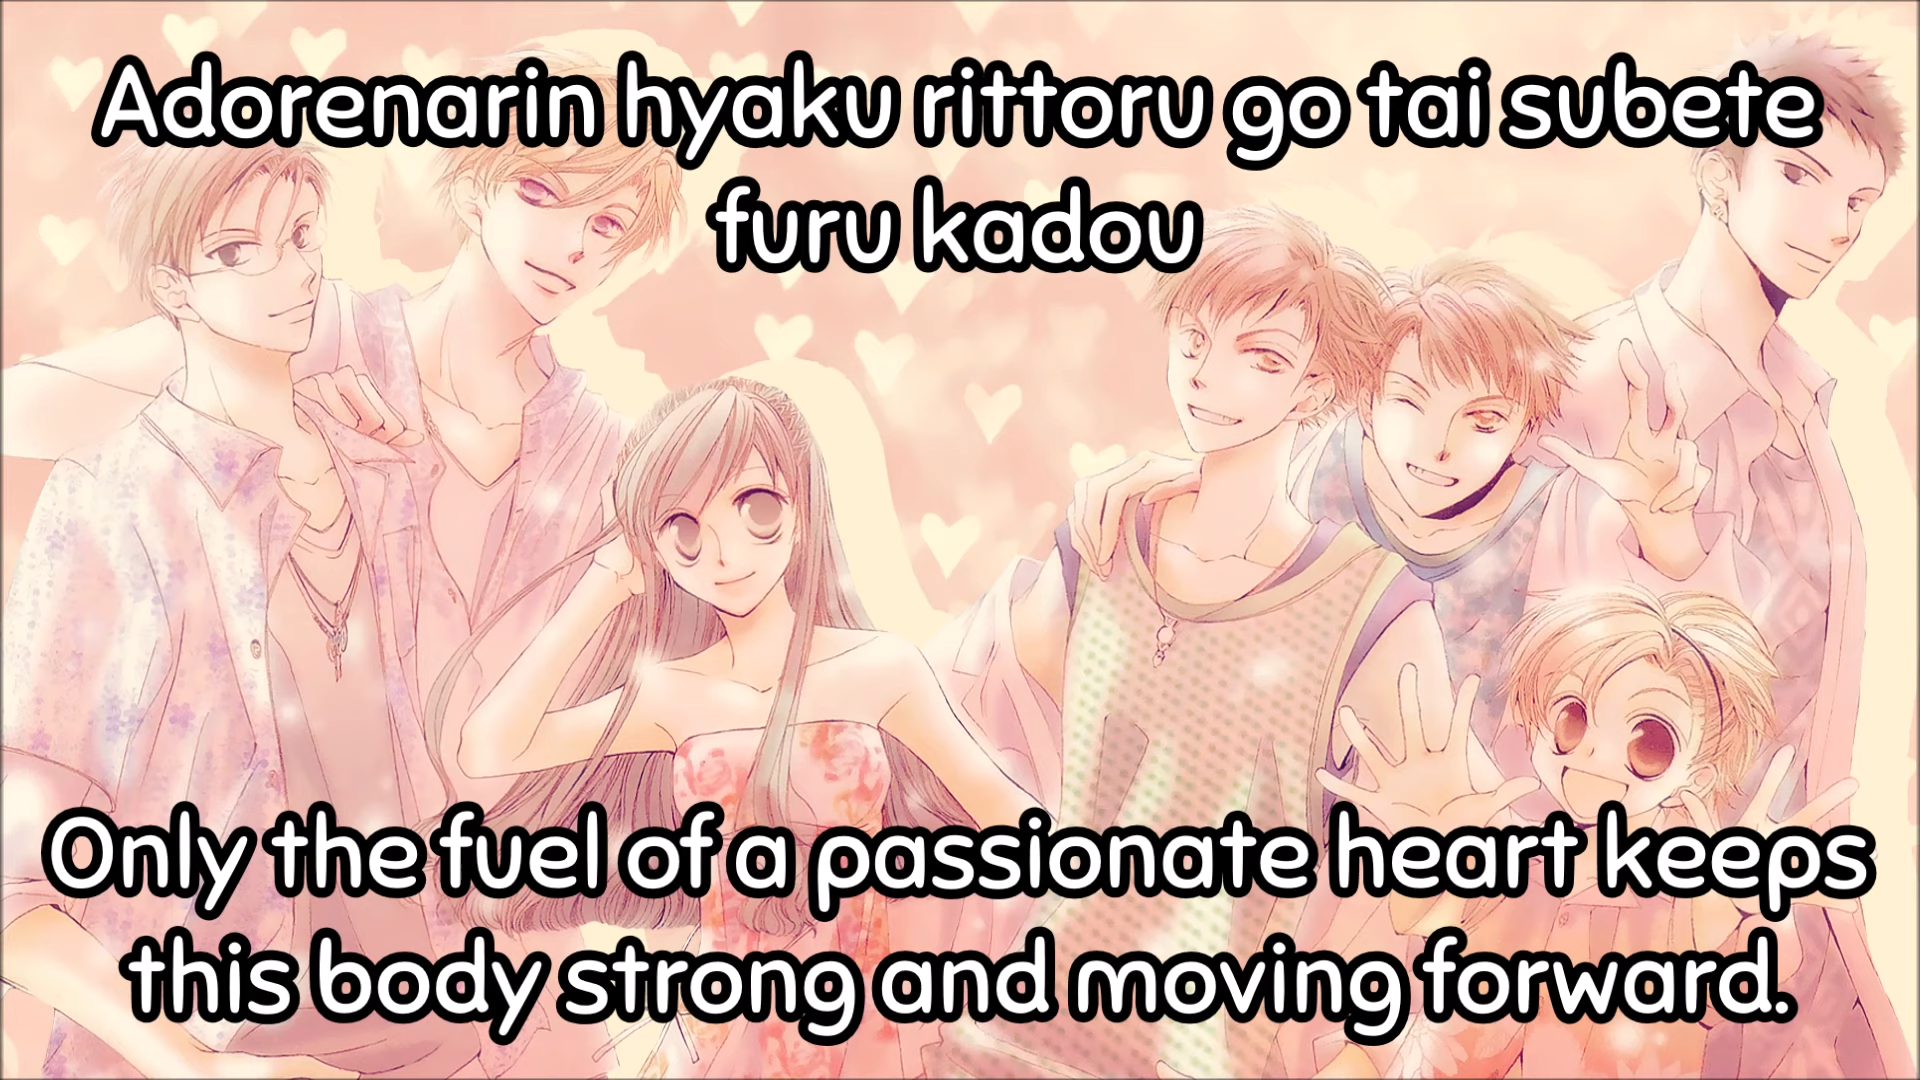 Adorenarin hyaku rittoru go tai subete
furu kadou
Only the fuel of a passionate heart keeps
this body strong and moving forward.